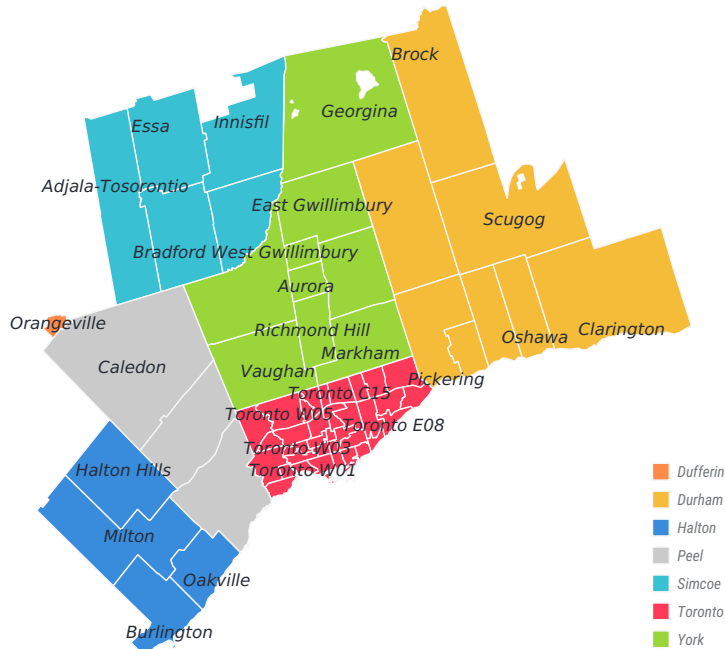 Brock
Georgina
Innisfil
Essa
Adjala-Tosorontio
East Gwillimbury
Scugog
Bradford West Gwillimbury
Aurora
Orangeville
Richmond Hill
Clarington
Oshawa
Markham
Caledon
Vaughan
Pickering
Toronto C15
Toronto W05
Toronto E08
Toronto W03
Halton Hills
Toronto W01
Milton
Oakville
Burlington
Dufferin
Durham
Halton
Peel
Simcoe
Toronto
York